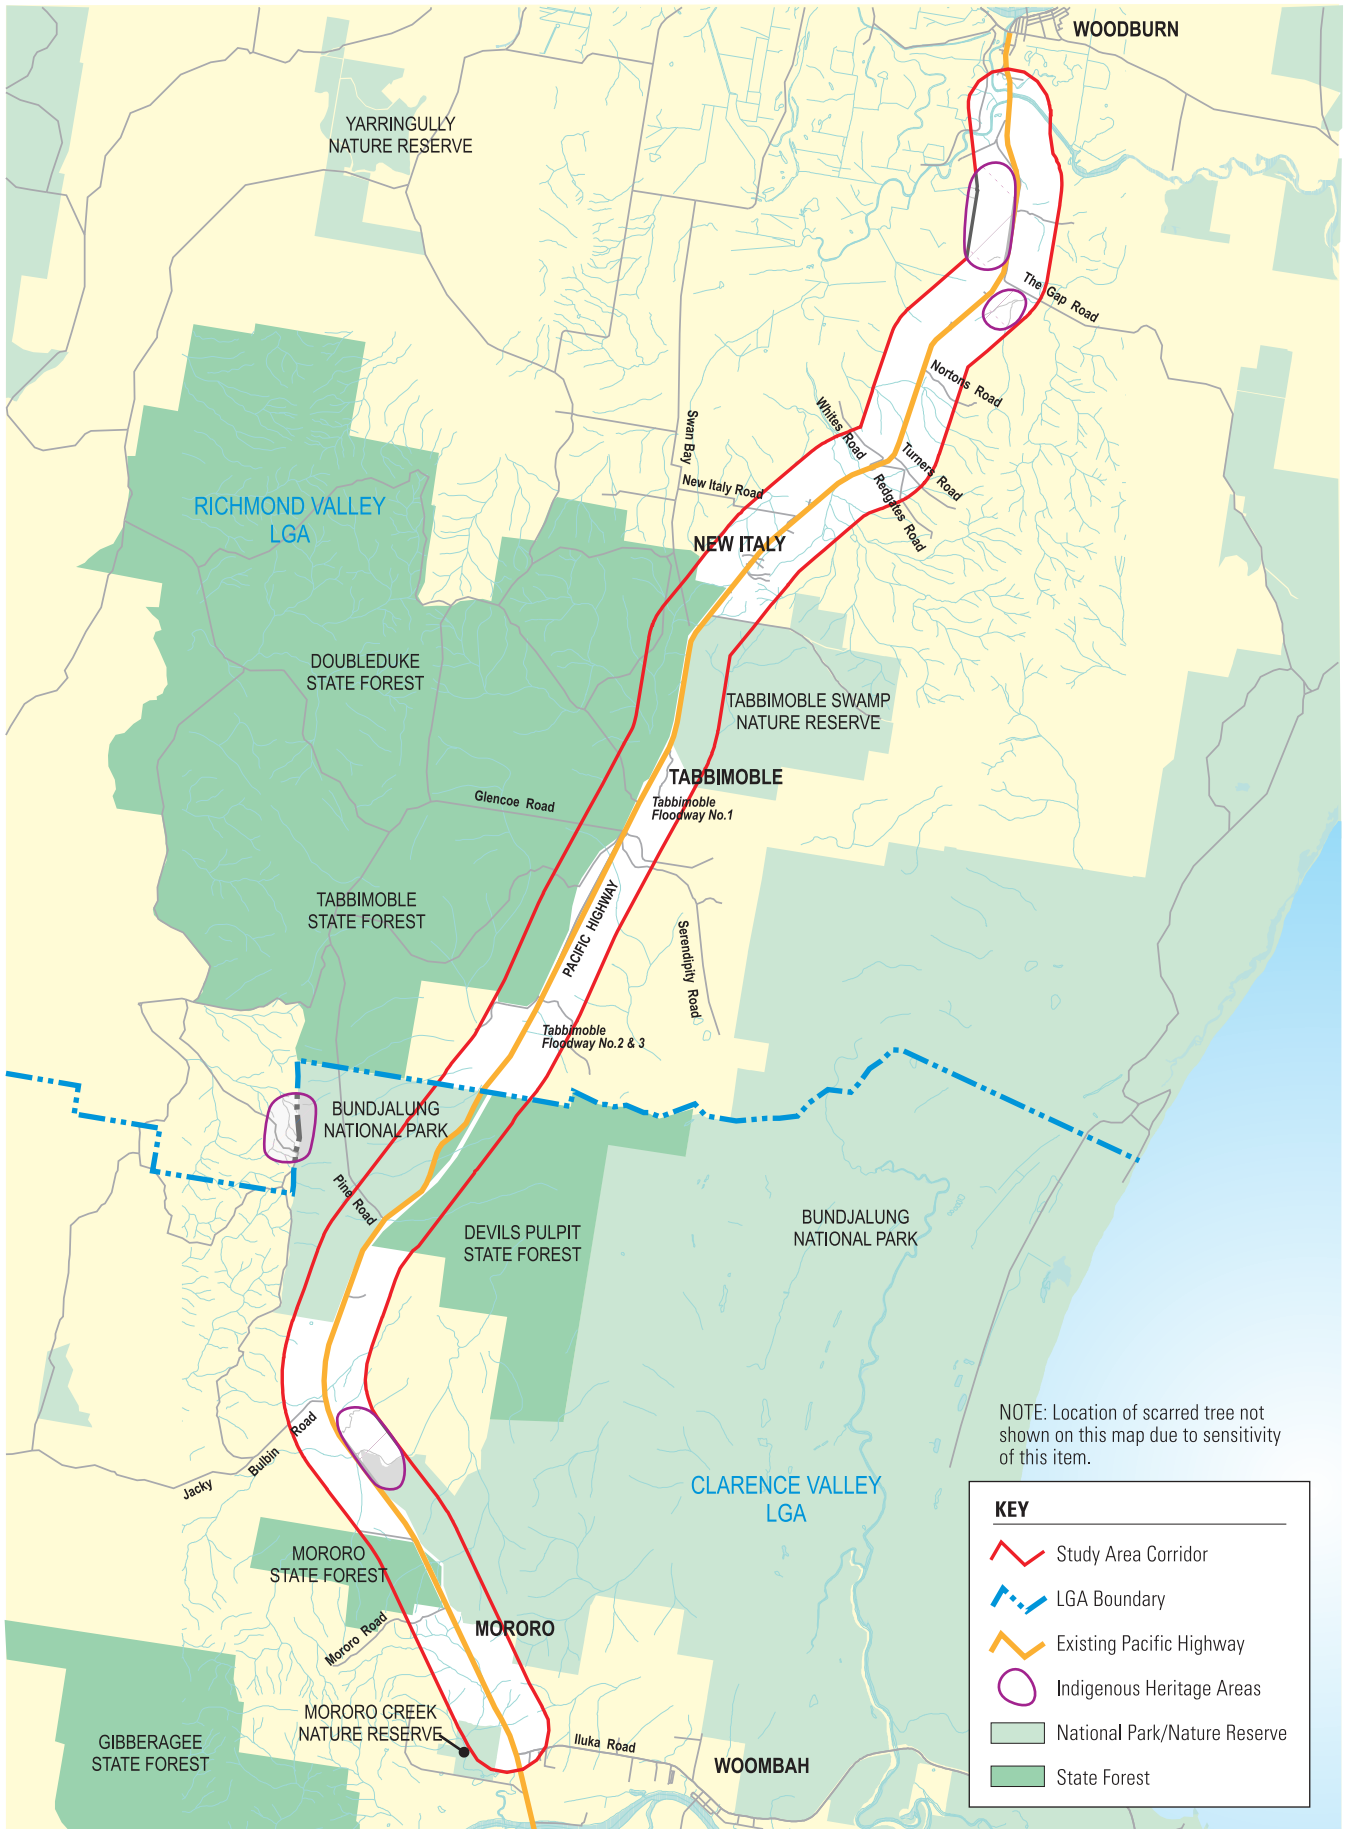 WOODBURN
YARRINGULLY
NATURE RESERVE
The Gap Road
Nortons Road
Whites Road
Swan Bay
Turners Road
New Italy Road
Redgates Road
RICHMOND VALLEY
LGA
NEW ITALY
DOUBLEDUKE
STATE FOREST
TABBIMOBLE SWAMP
NATURE RESERVE
TABBIMOBLE
Tabbimoble
Floodway No.1
Glencoe Road
TABBIMOBLE
STATE FOREST
PACIFIC HIGHWAY
Serendipity Road
Tabbimoble
Floodway No.2 & 3
BUNDJALUNG
NATIONAL PARK
Pine Road
DEVILS PULPIT
STATE FOREST
BUNDJALUNG
NATIONAL PARK
Jacky Bulbin Road
CLARENCE VALLEY
LGA
NOTE: Location of scarred tree not
shown on this map due to sensitivity
of this item.
KEY
Study Area Corridor
LGA Boundary
Existing Pacific Highway
Indigenous Heritage Areas
National Park/Nature Reserve
State Forest
MORORO
STATE FOREST
Mororo Road
MORORO
MORORO CREEK
NATURE RESERVE
GIBBERAGEE
STATE FOREST
Iluka Road
WOOMBAH